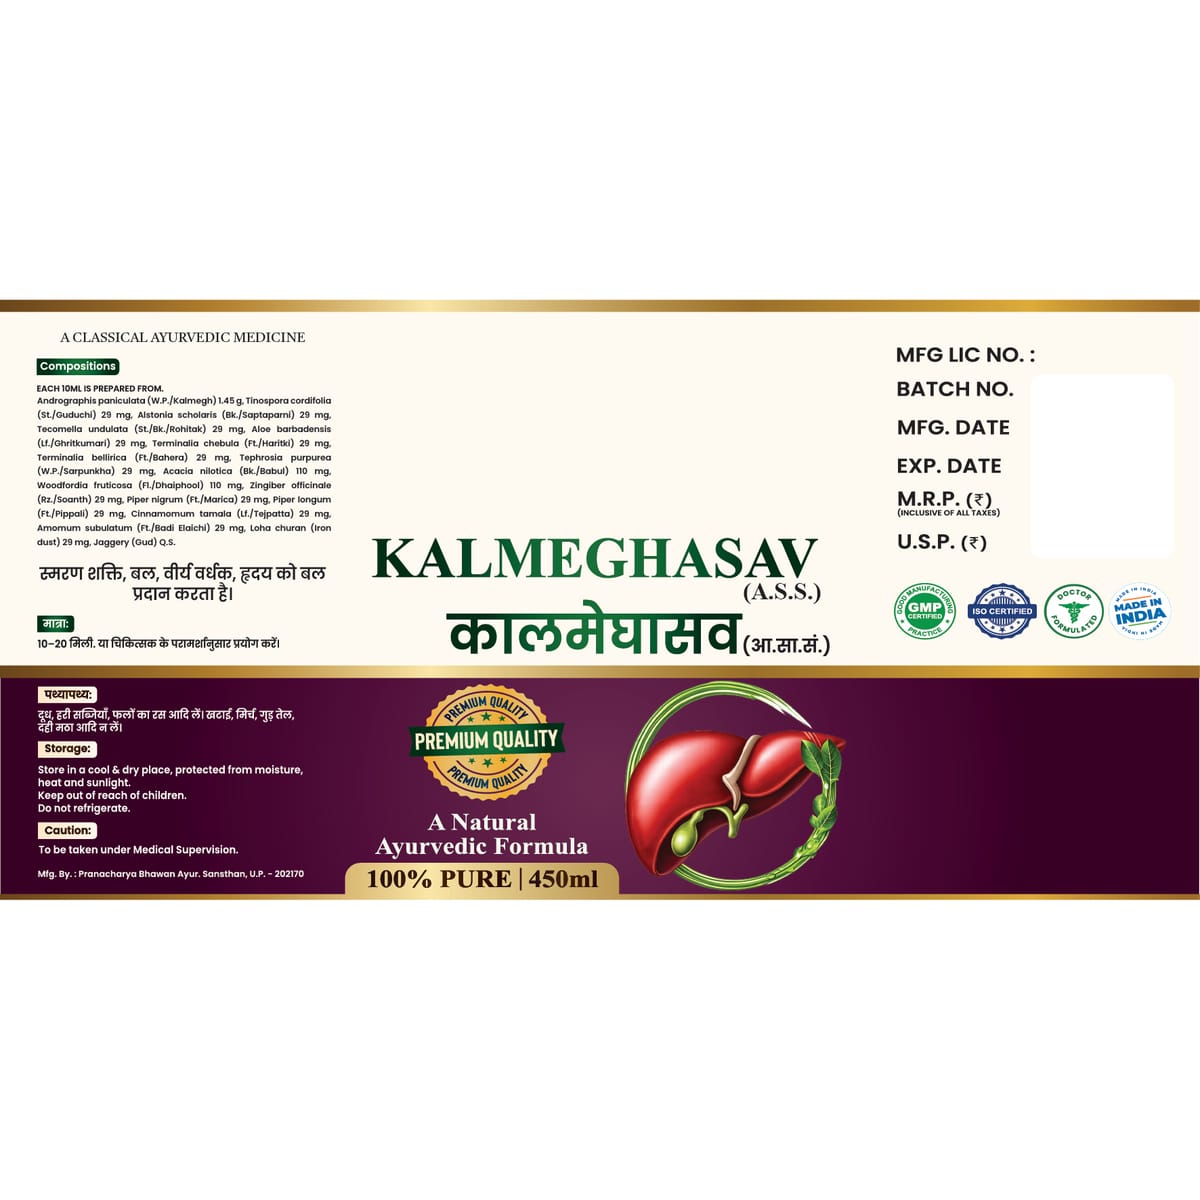 A CLASSICAL AYURVEDIC MEDICINE
Compositions
EACH 10ML IS PREPARED FROM.
Andrographis paniculata (W.P./Kalmegh) 1.45 g, Tinospora cordifolia
(St./Guduchi) 29 mg, Alstonia scholaris (Bk./Saptaparni) 29 mg,
Tecomella undulata (St./Bk./Rohitak) 29 mg, Aloe barbadensis
(Lf./Ghritkumari) 29 mg, Terminalia chebula (Ft./Haritki) 29 mg,
Terminalia bellirica (Ft./Bahera) 29 mg, Tephrosia purpurea
(W.P./Sarpunkha) 29 mg, Acacia nilotica (Bk./Babul) 110 mg,
Woodfordia fruticosa (Fl./Dhaiphool) 110 mg, Zingiber officinale
(Rz./Soanth) 29 mg, Piper nigrum (Ft./Marica) 29 mg, Piper longum
(Ft./Pippali) 29 mg, Cinnamomum tamala (Lf./Tejpatta) 29 mg,
Amomum subulatum (Ft./Badi Elaichi) 29 mg, Loha churan (Iron
dust) 29 mg, Jaggery (Gud) Q.S.
स्मरण शक्ति, बल, वीर्य वर्धक, हृदय को बल
प्रदान करता है।
मात्रा:
10-20 मिली. या चिकित्सक के परामर्शानुसार प्रयोग करें।
पथ्यापथ्य:
दूध, हरी सब्जियाँ, फलों का रस आदि लें। खटाई, मिर्च, गुड़ तेल,
दही मठा आदि न लें।
Storage:
Store in a cool & dry place, protected from moisture,
heat and sunlight.
Keep out of reach of children.
Do not refrigerate.
Caution:
To be taken under Medical Supervision.
Mfg. By. : Pranacharya Bhawan Ayur. Sansthan, U.P. - 202170
KALMEGHASAV
(A.S.S.)
कालमेघासव (आ.सा.सं.)
PREMIUM QUALITY
PREMIUM QUALITY
PREMIUM QUALITY
A Natural
Ayurvedic Formula
100% PURE | 450ml
MFG LIC NO. :
BATCH NO.
MFG. DATE
EXP. DATE
M.R.P. (₹)
(INCLUSIVE OF ALL TAXES)
U.S.P. (₹)
GOOD MANUFACTURING
GMP
CERTIFIED
PRACTICE
ISO CERTIFIED
DOCTOR
FORMULATED
MADE IN INDIA
MADE IN
INDIA
MADE IN INDIA